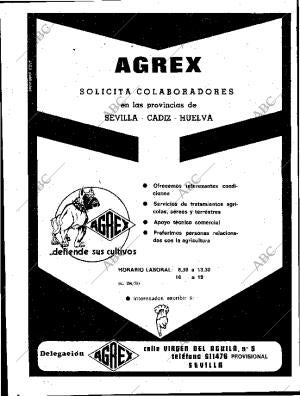 AGREX
SOLICITA COLABORADORES
en las provincias de
SEVILLA - CADIZ - HUELVA
Ofrecemos interesantes condiciones
Servicios de tratamientos agrícolas, aéreos y terrestres
Apoyo técnico comercial
Preferimos personas relacionadas con la agricultura
AGREX
..defiende sus cultivos
HORARIO LABORAL: 8,30 a 13,30
16 a 19
interesados escribir a:
Delegación
AGREX
calle VIRGEN DEL AGUILA, nº 5
teléfono 611476 PROVISIONAL
SEVILLA